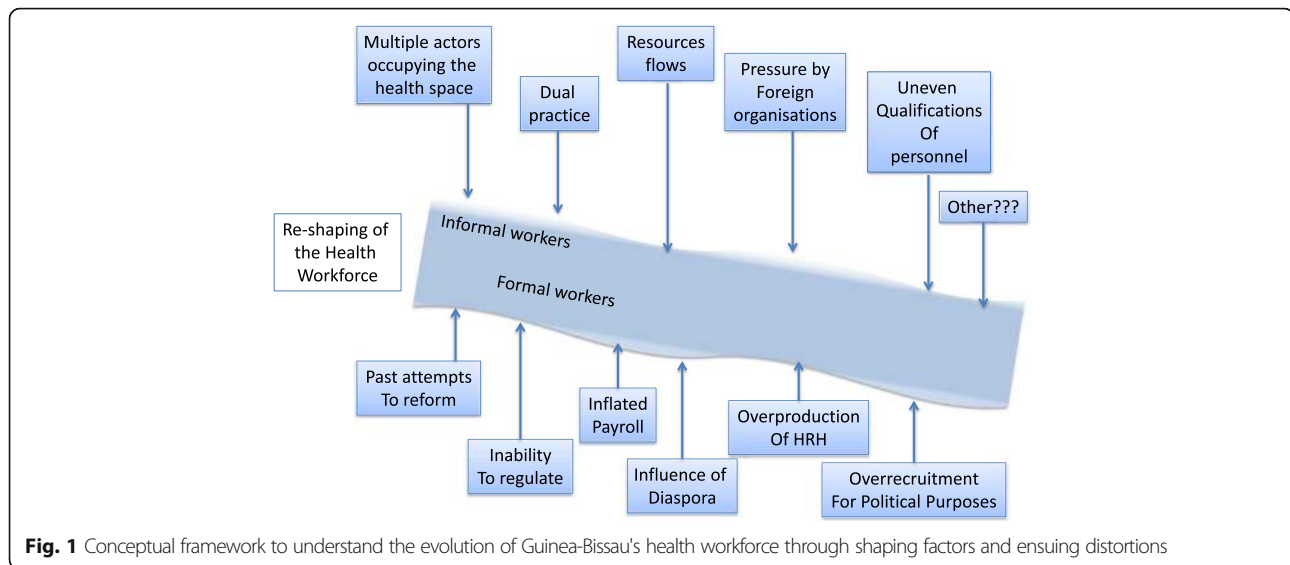 Multiple actors
occupying the
health space
Dual
practice
Resources
flows
Pressure by
Foreign
organisations
Uneven
Qualifications
Of
personnel
Other???
Re-shaping of
the Health
Workforce
Informal workers
Formal workers
Past attempts
To reform
Inability
To regulate
Inflated
Payroll
Influence of
Diaspora
Overproduction
Of HRH
Overrecruitment
For Political Purposes
Fig. 1 Conceptual framework to understand the evolution of Guinea-Bissau's health workforce through shaping factors and ensuing distortions